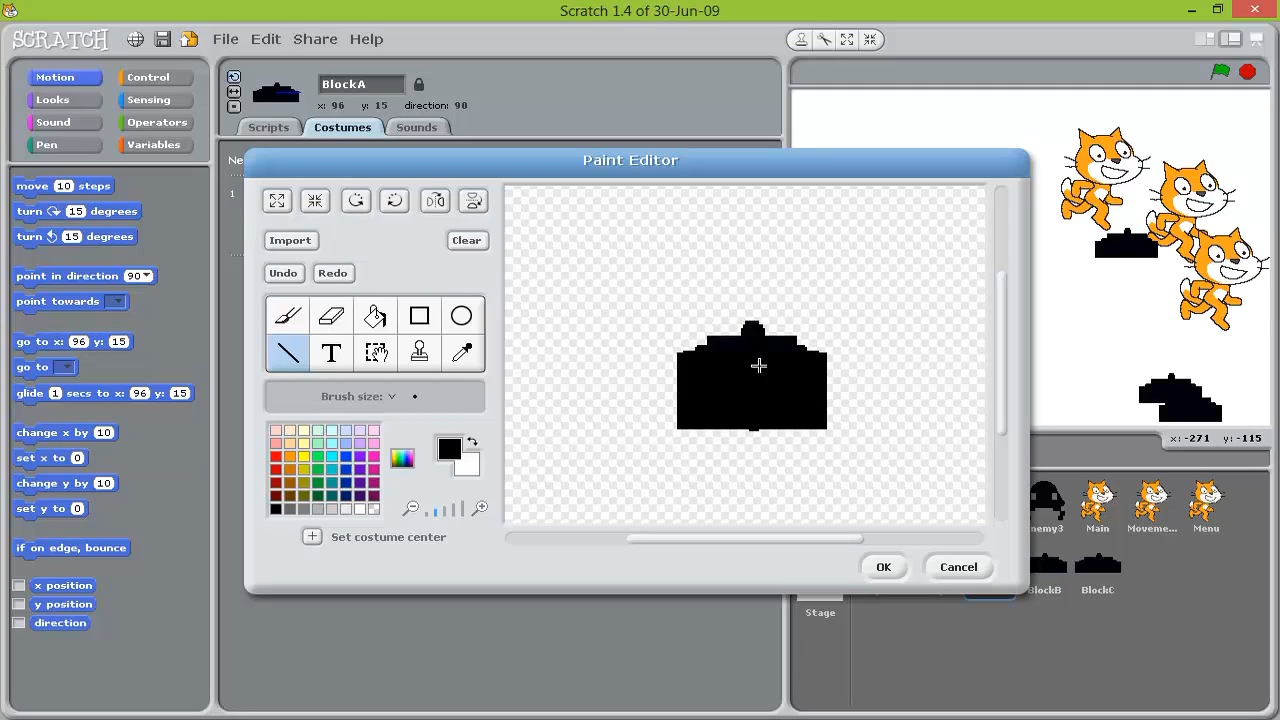 Scratch 1.4 of 30-Jun-09
SCRATCH File Edit Share Help
Motion Control
Looks Sensing
Sound Operators
Pen Variables
BlockA
x: 96 y: 15 direction: 90
Scripts Costumes Sounds
Ne
1
move 10 steps
turn 15 degrees
turn 15 degrees
point in direction 90
point towards
go to x: 96 y: 15
go to
glide 1 secs to x: 96 y: 15
change x by 10
set x to 0
change y by 10
set y to 0
if on edge, bounce
x position
y position
direction
Paint Editor
Import Clear
Undo Redo
T
Brush size:
Set costume center
OK Cancel
x: -271 y: -115
nemy3 Main Moveme... Menu
BlockB BlockC
Stage